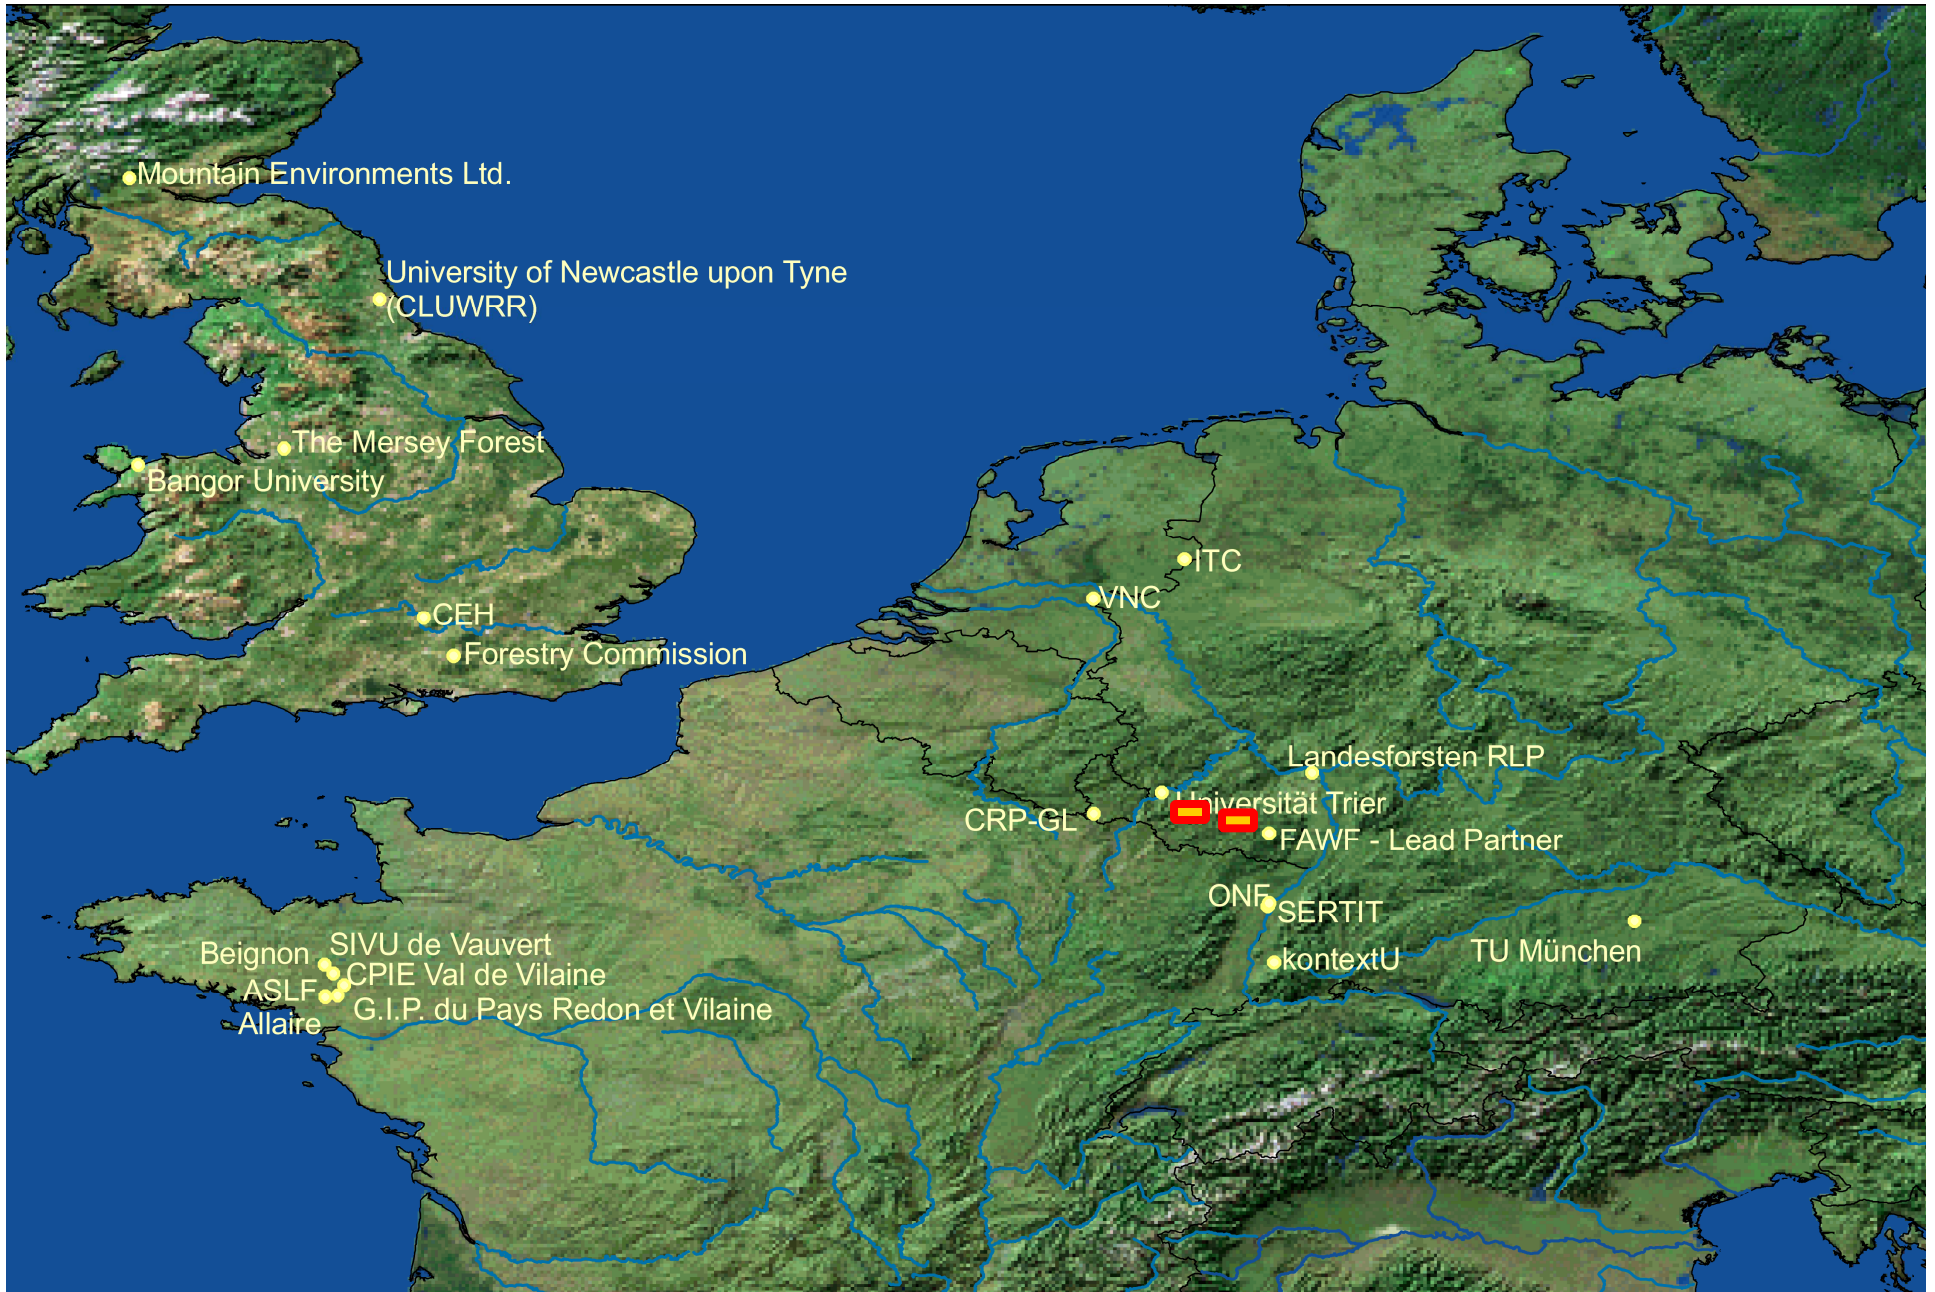 Mountain Environments Ltd.
University of Newcastle upon Tyne
(CLUWRR)
The Mersey Forest
Bangor University
ITC
VNC
CEH
Forestry Commission
Landesforsten RLP
Universität Trier
CRP-GL
FAWF - Lead Partner
ONF
SERTIT
TU München
kontextU
Beignon
SIVU de Vauvert
CPIE Val de Vilaine
ASLF
G.I.P. du Pays Redon et Vilaine
Allaire